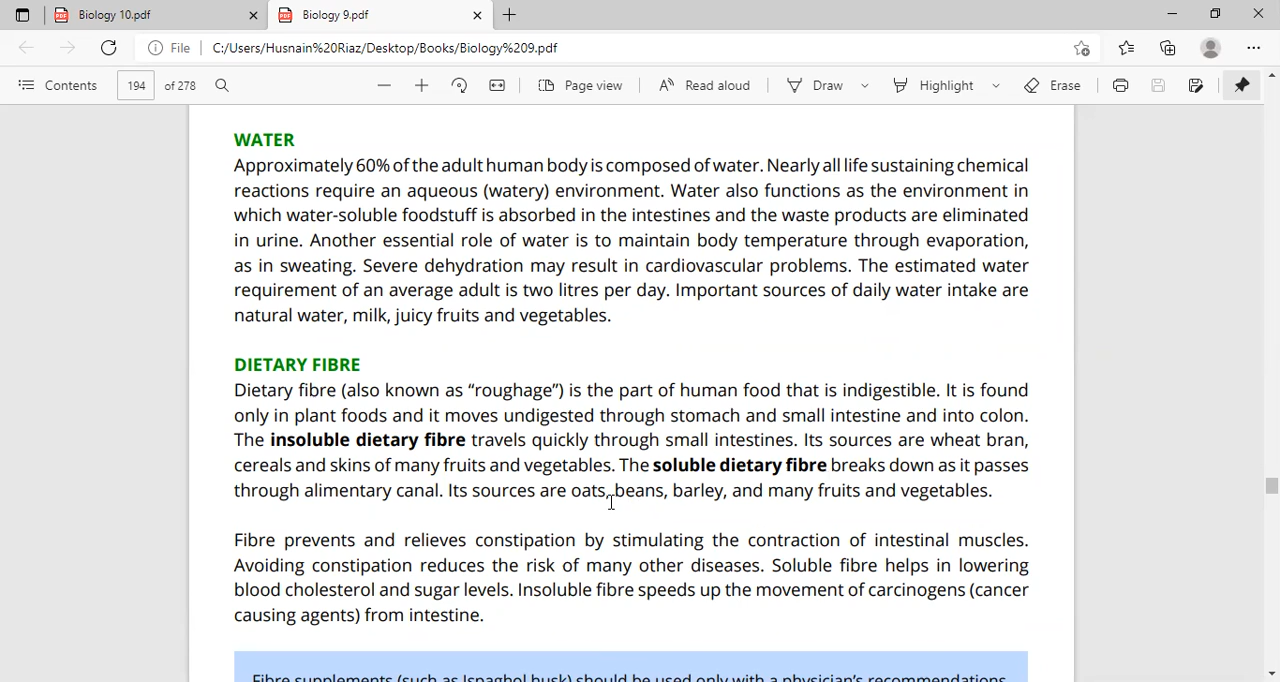 Biology 10.pdf
Biology 9.pdf
File
C:/Users/Husnain%20Riaz/Desktop/Books/Biology%209.pdf
Contents
194 of 278
Page view
A Read aloud
Draw
Highlight
Erase
WATER
Approximately 60% of the adult human body is composed of water. Nearly all life sustaining chemical
reactions require an aqueous (watery) environment. Water also functions as the environment in
which water-soluble foodstuff is absorbed in the intestines and the waste products are eliminated
in urine. Another essential role of water is to maintain body temperature through evaporation,
as in sweating. Severe dehydration may result in cardiovascular problems. The estimated water
requirement of an average adult is two litres per day. Important sources of daily water intake are
natural water, milk, juicy fruits and vegetables.
DIETARY FIBRE
Dietary fibre (also known as “roughage”) is the part of human food that is indigestible. It is found
only in plant foods and it moves undigested through stomach and small intestine and into colon.
The insoluble dietary fibre travels quickly through small intestines. Its sources are wheat bran,
cereals and skins of many fruits and vegetables. The soluble dietary fibre breaks down as it passes
through alimentary canal. Its sources are oats, beans, barley, and many fruits and vegetables.
Fibre prevents and relieves constipation by stimulating the contraction of intestinal muscles.
Avoiding constipation reduces the risk of many other diseases. Soluble fibre helps in lowering
blood cholesterol and sugar levels. Insoluble fibre speeds up the movement of carcinogens (cancer
causing agents) from intestine.
Fibre supplements (such as Ispaghol husk) should be used only with a physician’s recommendations.